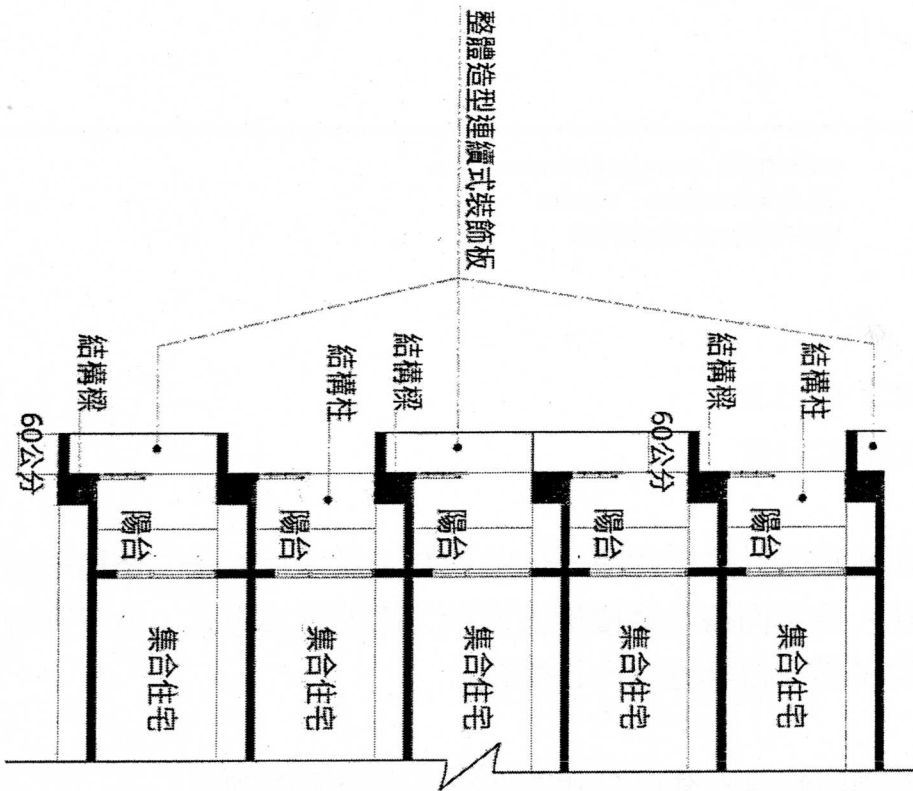 整體造型連續式裝飾板
結構樑
結構柱
結構樑
結構樑
結構柱
60公分
60公分
陽台
陽台
陽台
陽台
陽台
集合住宅
集合住宅
集合住宅
集合住宅
集合住宅